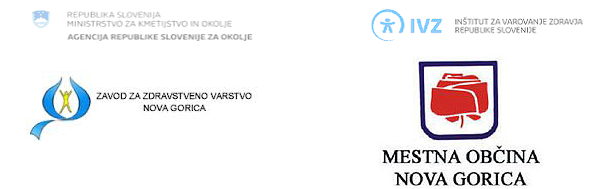 REPUBLIKA SLOVENIJA
MINISTRSTVO ZA KMETIJSTVO IN OKOLJE
AGENCIJA REPUBLIKE SLOVENIJE ZA OKOLJE
IVZ
INŠTITUT ZA VAROVANJE ZDRAVJA
REPUBLIKE SLOVENIJE
ZAVOD ZA ZDRAVSTVENO VARSTVO
NOVA GORICA
MESTNA OBČINA
NOVA GORICA